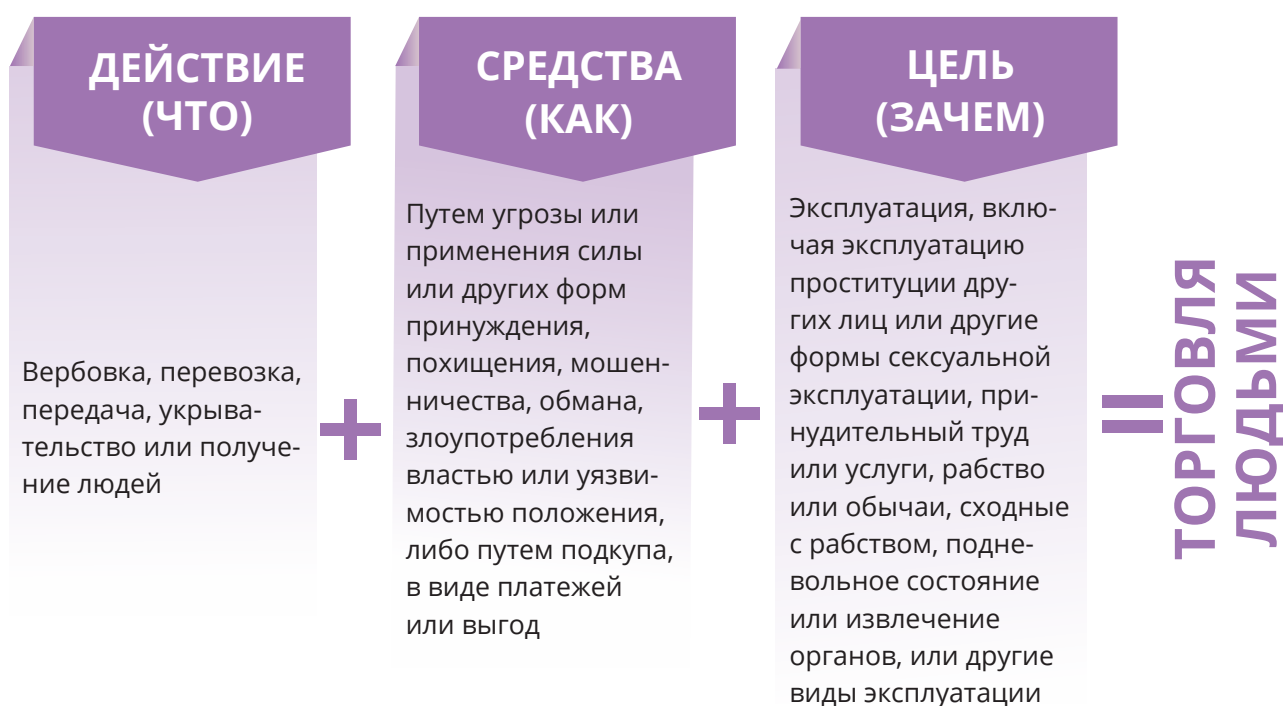 ДЕЙСТВИЕ
(ЧТО)
Вербовка, перевозка,
передача, укрыва-
тельство или получе-
ние людей
+
СРЕДСТВА
(КАК)
Путем угрозы или
применения силы
или других форм
принуждения,
похищения, мошен-
ничества, обмана,
злоупотребления
властью или уязви-
мостью положения,
либо путем подкупа,
в виде платежей
или выгод
+
ЦЕЛЬ
(ЗАЧЕМ)
Эксплуатация, вклю-
чая эксплуатацию
проституции дру-
гих лиц или другие
формы сексуальной
эксплуатации, при-
нудительный труд
или услуги, рабство
или обычаи, сходные
с рабством, подне-
вольное состояние
или извлечение
органов, или другие
виды эксплуатации
=
ТОРГОВЛЯ
ЛЮДЬМИ